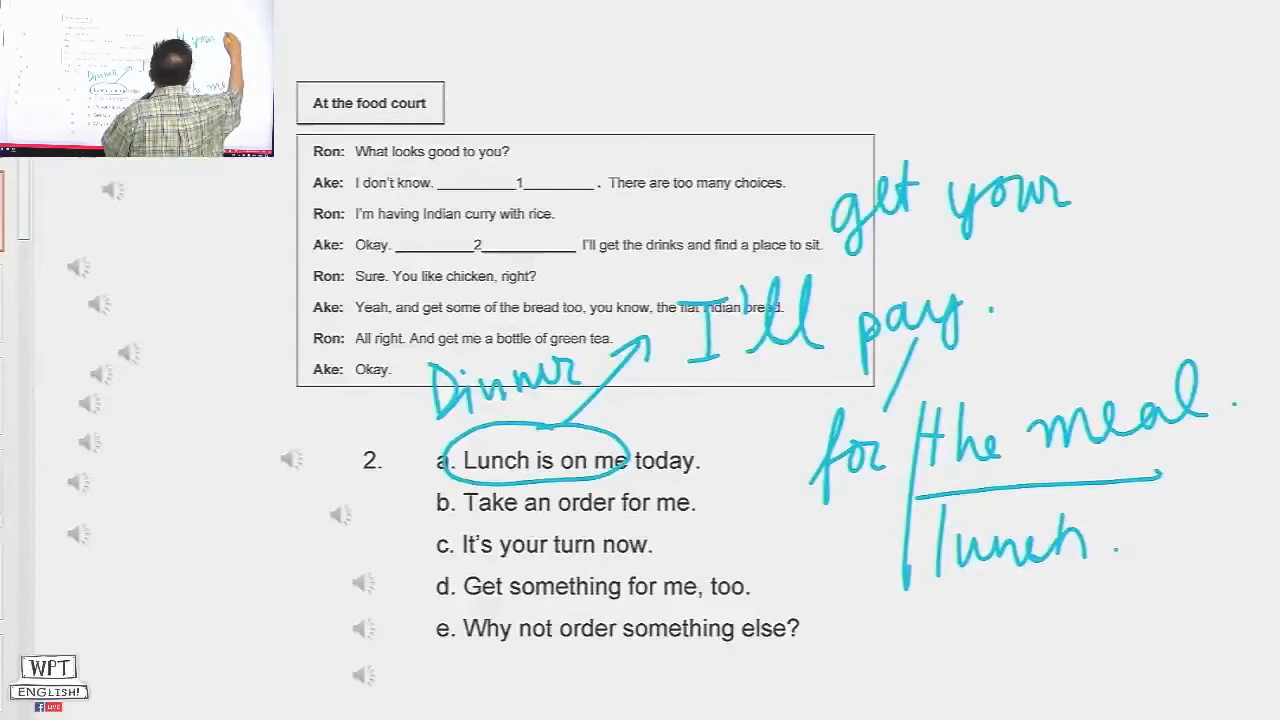 At the food court
Ron: What looks good to you?
Ake: I don't know. __________1_________ . There are too many choices.
Ron: I'm having Indian curry with rice.
Ake: Okay. __________2____________ I'll get the drinks and find a place to sit.
Ron: Sure. You like chicken, right?
Ake: Yeah, and get some of the bread too, you know, the flat Indian bread.
Ron: All right. And get me a bottle of green tea.
Ake: Okay.
get your
I'll pay.
Dinner
for the meal.
lunch.
2. a. Lunch is on me today.
b. Take an order for me.
c. It's your turn now.
d. Get something for me, too.
e. Why not order something else?
WPT
ENGLISH!
f LIVE